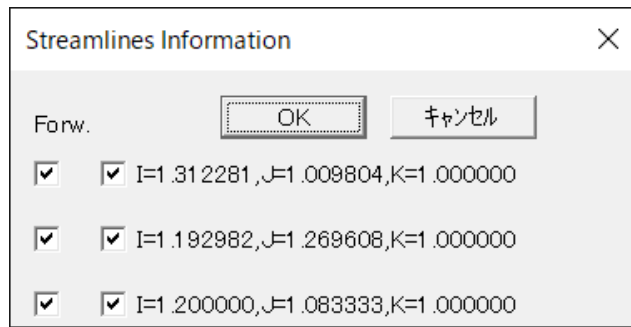 Streamlines Information
Forw. OK キャンセル
I=1.312281,J=1.009804,K=1.000000
I=1.192982,J=1.269608,K=1.000000
I=1.200000,J=1.083333,K=1.000000